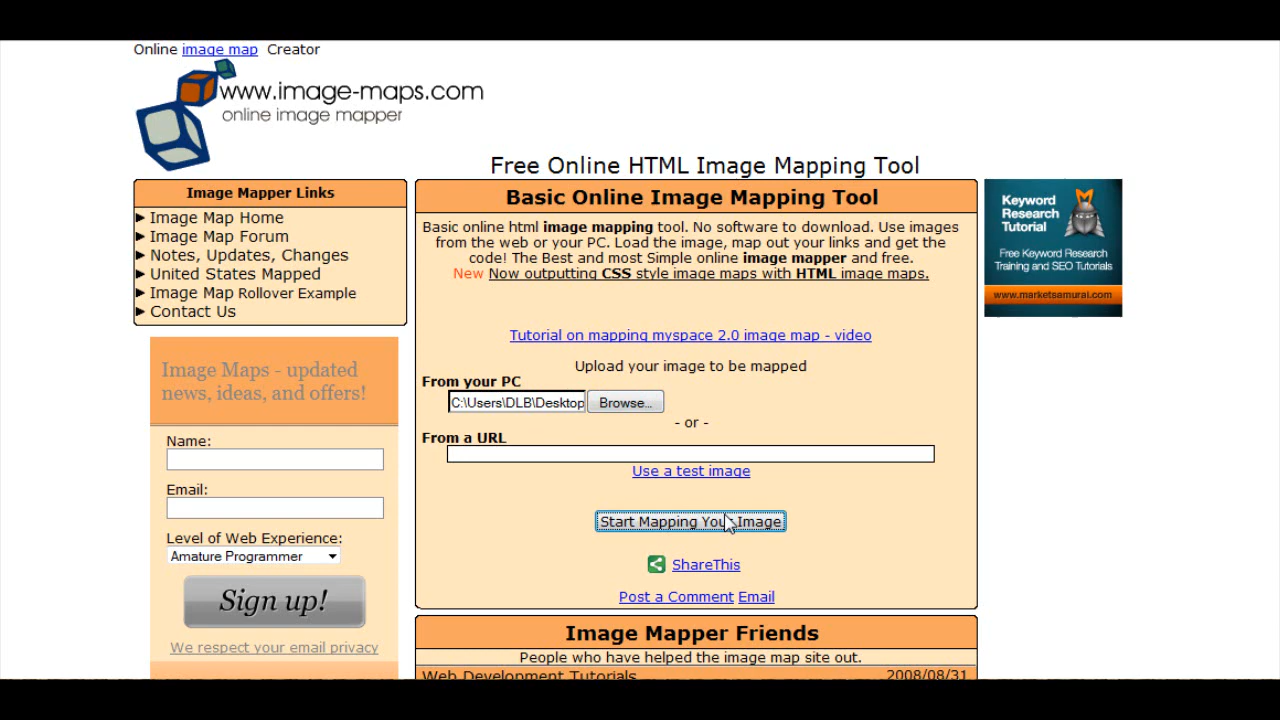 Online image map Creator
www.image-maps.com
online image mapper
Free Online HTML Image Mapping Tool
Image Mapper Links
Image Map Home
Image Map Forum
Notes, Updates, Changes
United States Mapped
Image Map Rollover Example
Contact Us
Image Maps - updated
news, ideas, and offers!
Name:
Email:
Level of Web Experience:
Amature Programmer
Sign up!
We respect your email privacy
Basic Online Image Mapping Tool
Basic online html image mapping tool. No software to download. Use images
from the web or your PC. Load the image, map out your links and get the
code! The Best and most Simple online image mapper and free.
New Now outputting CSS style image maps with HTML image maps.
Tutorial on mapping myspace 2.0 image map - video
Upload your image to be mapped
From your PC
C:\Users\DLB\Desktop
Browse...
- or -
From a URL
Use a test image
Start Mapping Your Image
ShareThis
Post a Comment Email
Image Mapper Friends
People who have helped the image map site out.
Web Development Tutorials 2008/08/31
Keyword
Research
Tutorial
Free Keyword Research
Training and SEO Tutorials
www.marketsamurai.com